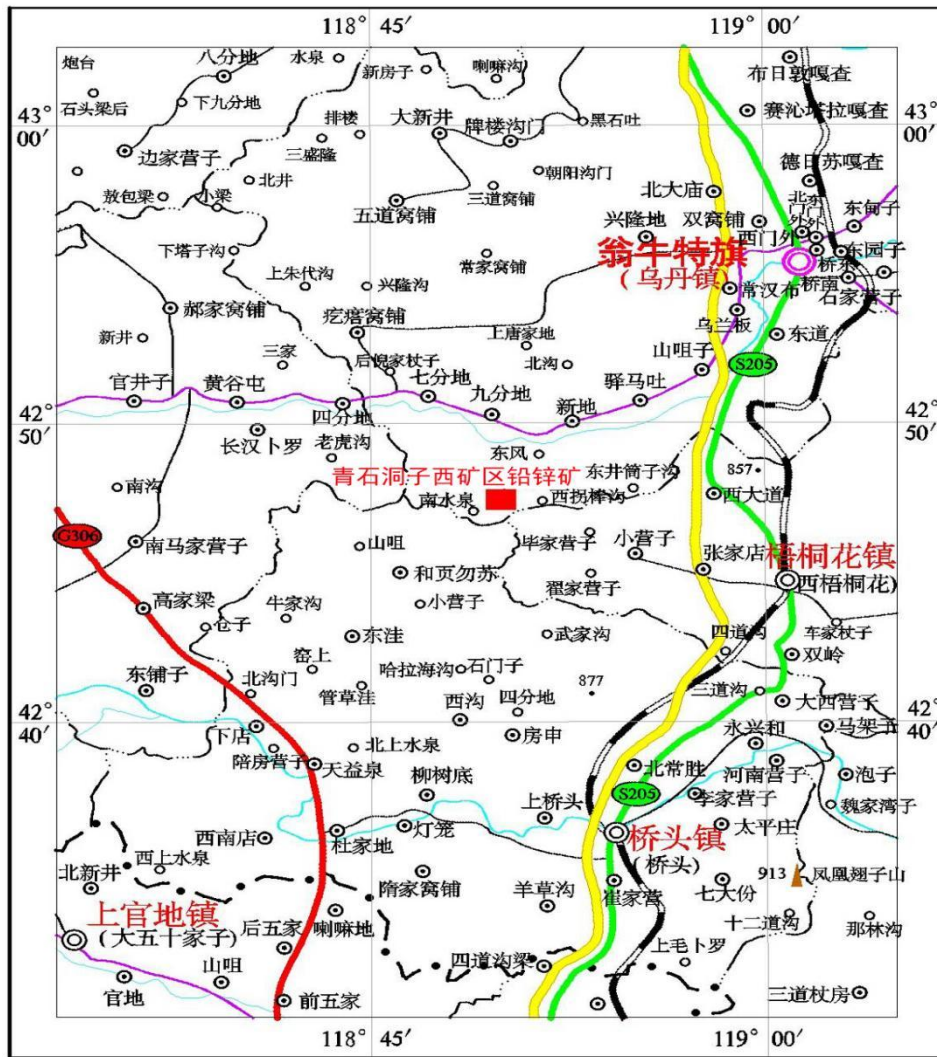 118° 45′
119° 00′
八分地
水泉
新房子
喇嘛沟
布日敦嘎查
炮台
石头梁后
下九分地
排楼
大新井
牌楼沟门
黑石吐
赛沁塔拉嘎查
43°
00′
43°
00′
边家营子
三盛隆
朝阳沟门
德日苏嘎查
敖包梁
小梁
北井
五道窝铺
三道窝铺
北大庙
兴隆地
双窝铺
北门外
东门外
东甸子
西门外
东园子
下塔子沟
常家窝铺
翁牛特旗
(乌丹镇)
桥东
桥南
上朱代沟
兴隆沟
常汉布
石家营子
郝家窝铺
疙瘩窝铺
上唐家地
乌兰板
东道
新井
三家
后倪家杖子
北沟
山咀子
S205
官井子
黄谷屯
四分地
七分地
九分地
新地
驿马吐
42°
50′
42°
50′
长汉卜罗
老虎沟
东风
青石洞子西矿区铅锌矿
东井筒子沟
857
南沟
南水泉
西拐棒沟
西大道
G306
南马家营子
山咀
毕家营子
小营子
张家店
梧桐花镇
(西梧桐花)
和页勿苏
翟家营子
高家梁
仓子
牛家沟
小营子
东洼
武家沟
四道沟
车家杖子
双岭
窑上
哈拉海沟
石门子
东铺子
北沟门
管草洼
西沟
四分地
877
三道沟
大西营子
42°
40′
42°
40′
下店
陪房营子
北上水泉
房申
永兴和
马架子
天益泉
柳树底
北常胜
河南营子
泡子
S205
上桥头
李家营子
魏家湾子
西南店
杜家地
灯笼
桥头镇
(桥头)
太平庄
西上水泉
北新井
隋家窝铺
羊草沟
崔家营
七大份
913
凤凰翅子山
上官地镇
(大五十家子)
后五家
喇嘛地
十二道沟
那林沟
官地
山咀
四道沟梁
上毛卜罗
前五家
三道杖房
118° 45′
119° 00′